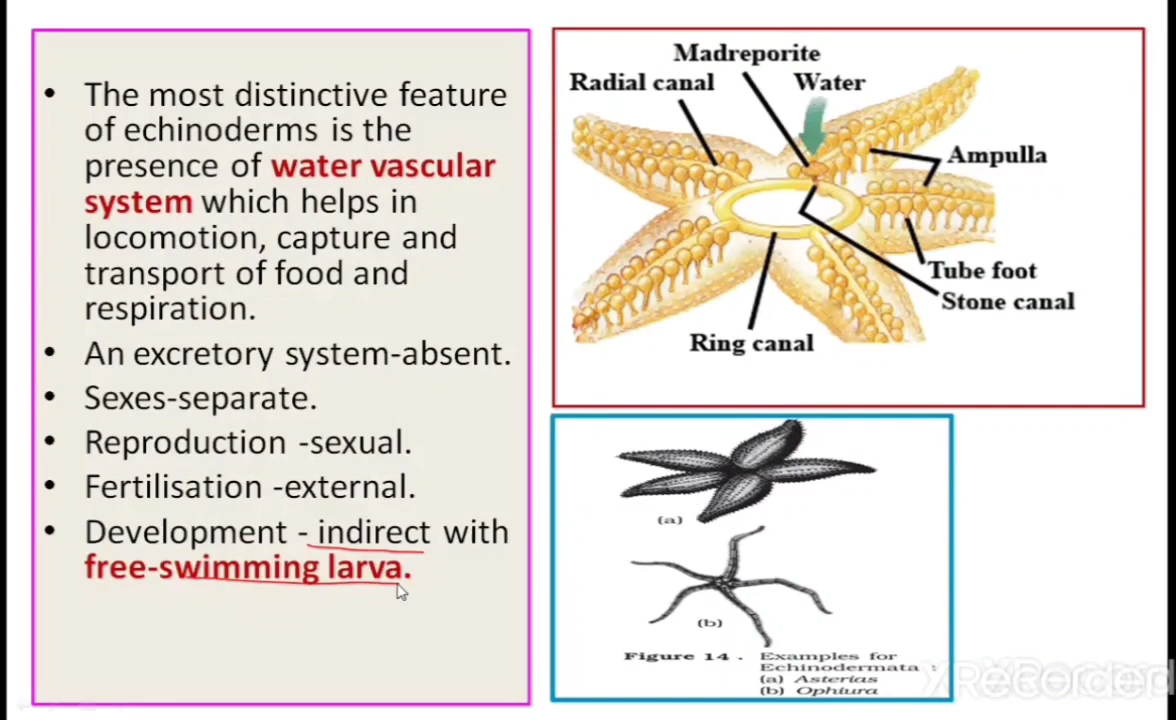 • The most distinctive feature
of echinoderms is the
presence of water vascular
system which helps in
locomotion, capture and
transport of food and
respiration.
• An excretory system-absent.
• Sexes-separate.
• Reproduction -sexual.
• Fertilisation -external.
• Development - indirect with
free-swimming larva.
Madreporite
Radial canal
Water
Ampulla
Tube foot
Stone canal
Ring canal
(a)
(b)
Figure 14 . Examples for
Echinodermata :
(a) Asterias
(b) Ophiura
XRecorded